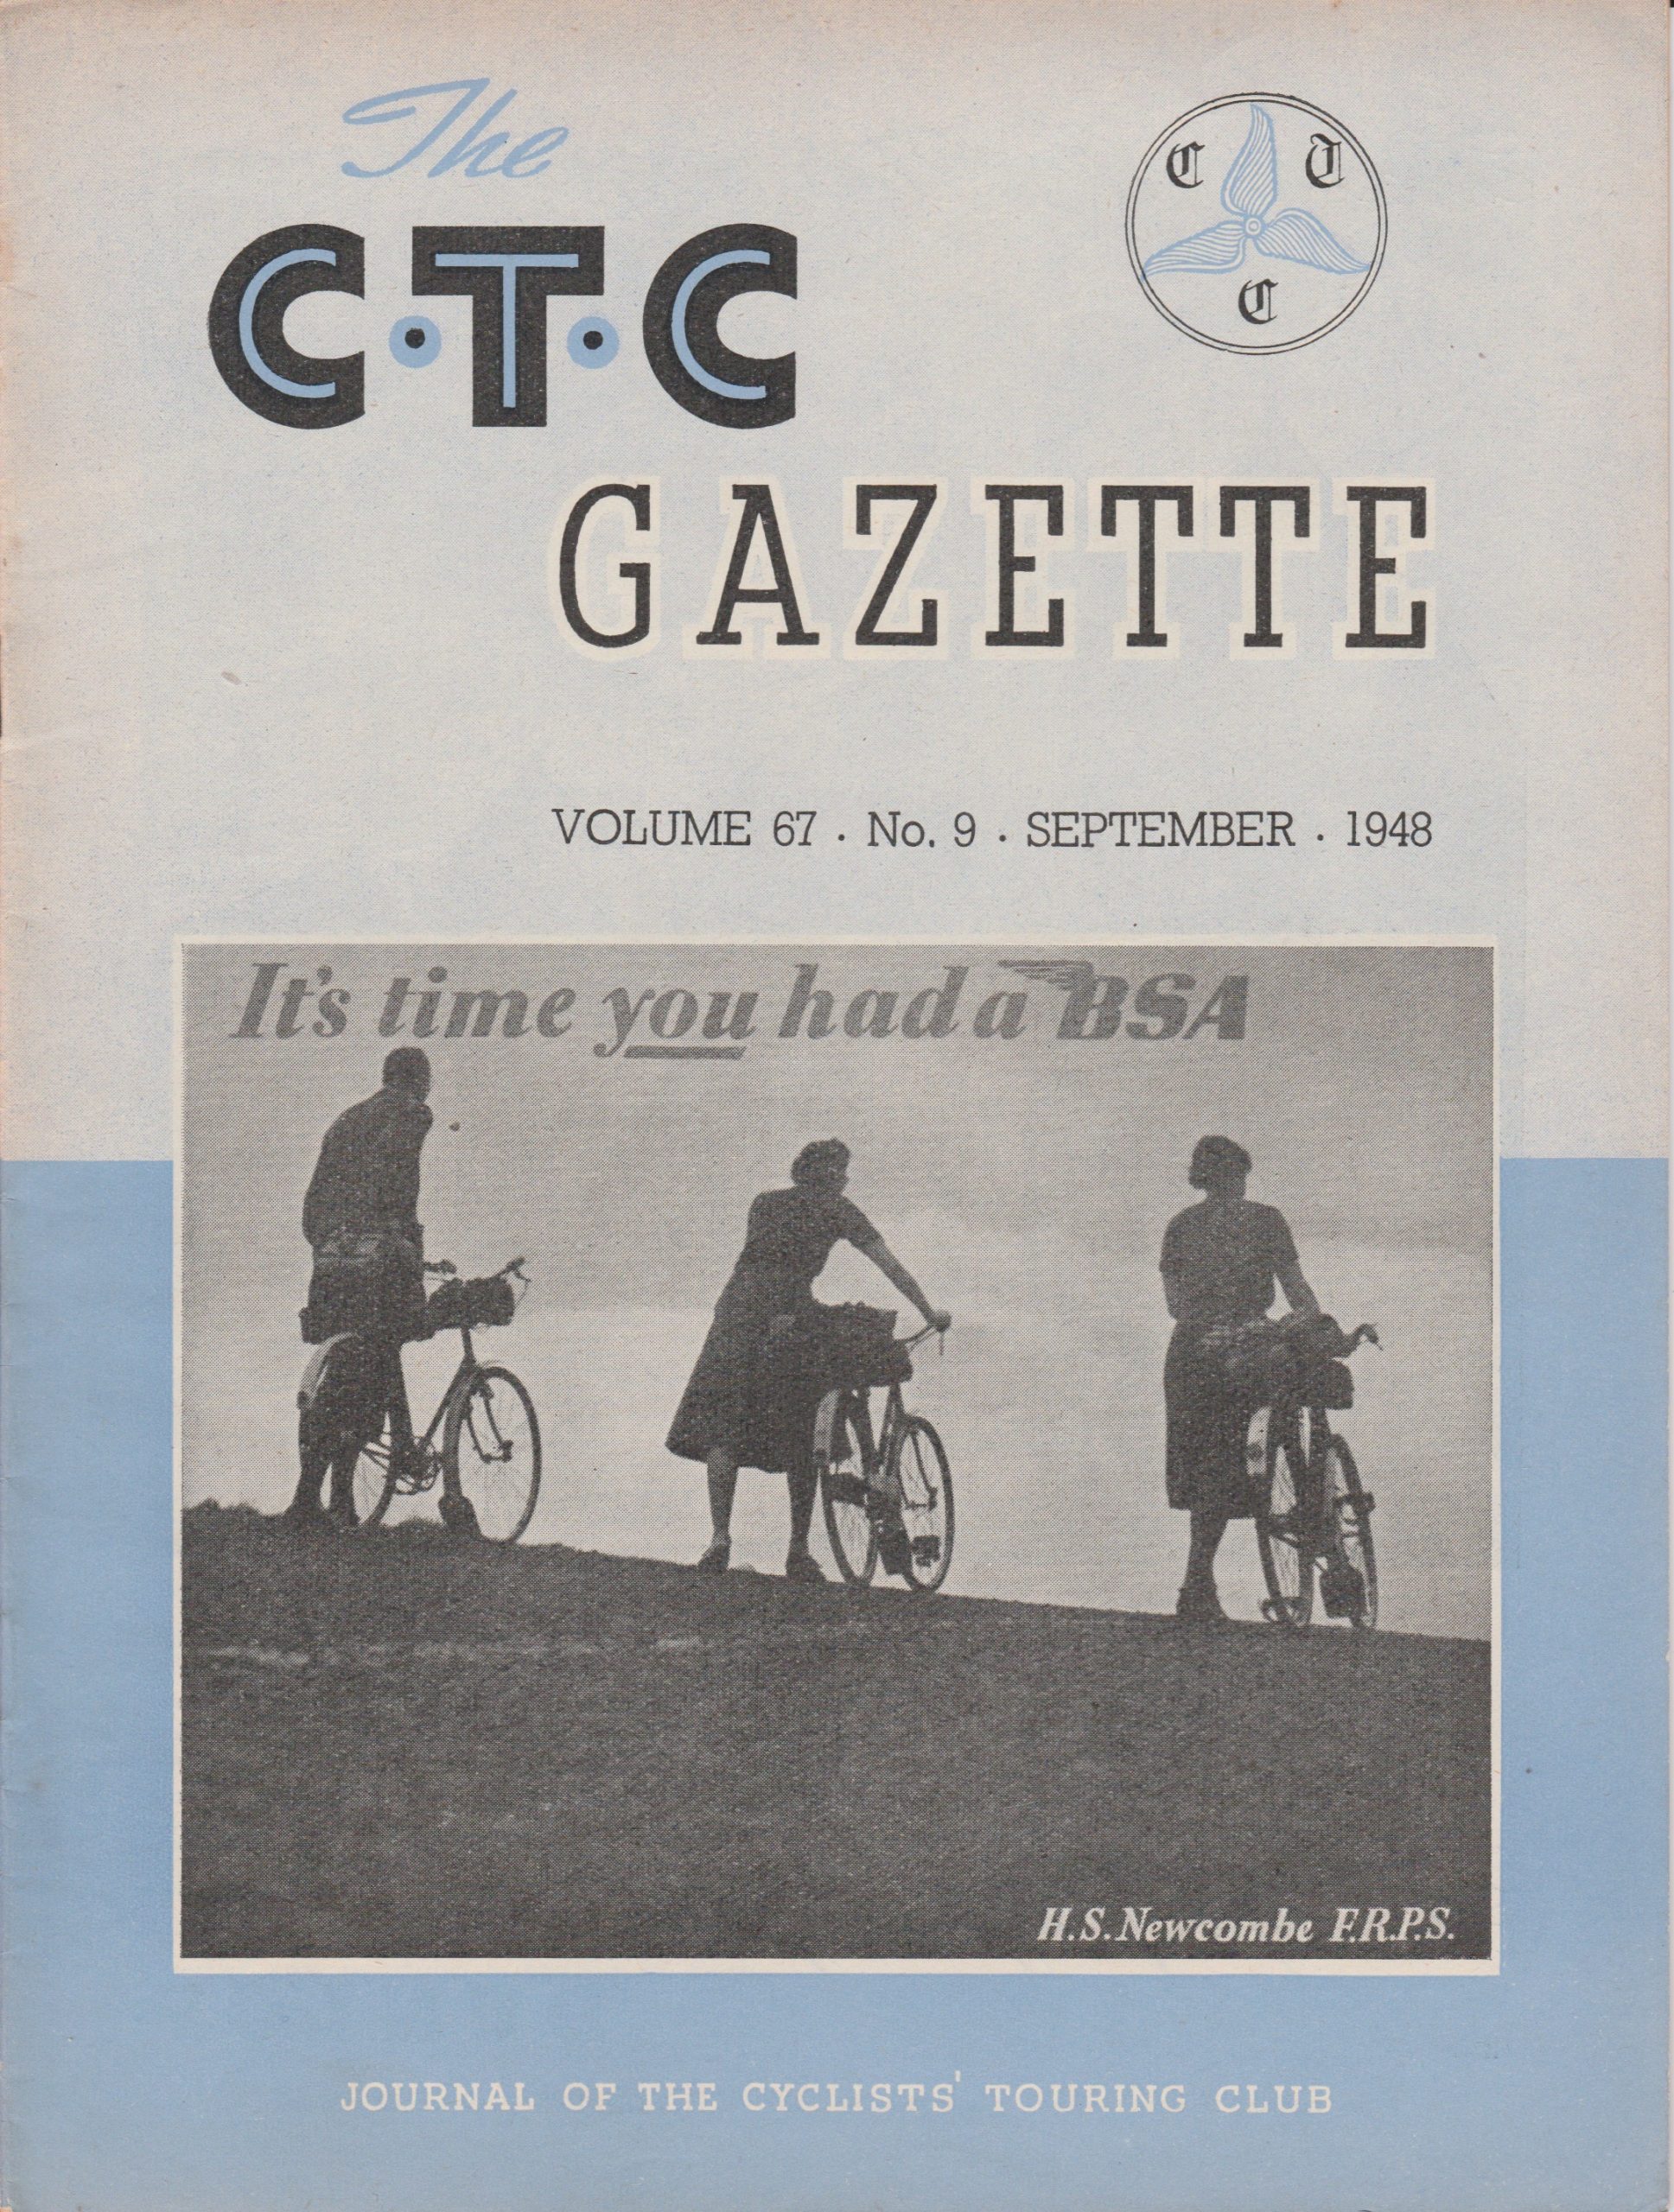 The
C·T·C
C T C
GAZETTE
VOLUME 67 · No. 9 · SEPTEMBER · 1948
It's time you had a BSA
H.S. Newcombe F.R.P.S.
JOURNAL OF THE CYCLISTS' TOURING CLUB